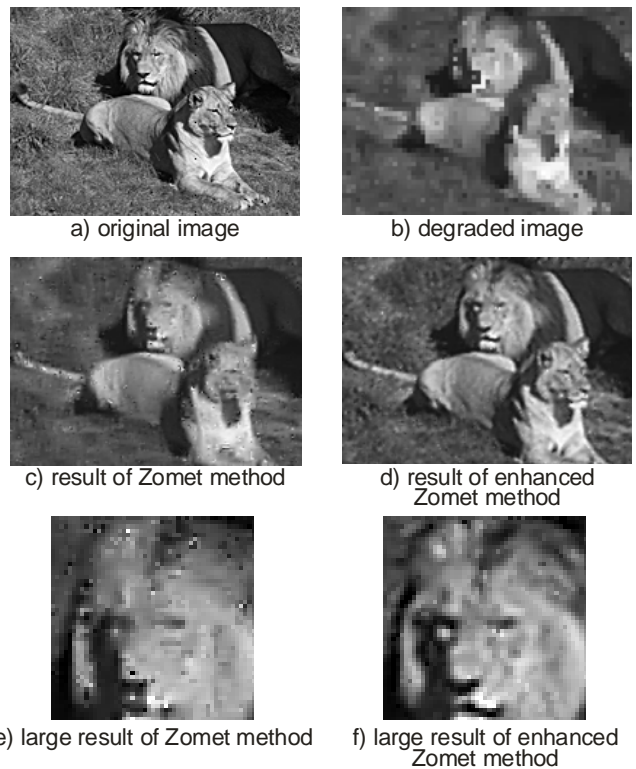 a) original image
b) degraded image
c) result of Zomet method
d) result of enhanced
Zomet method
e) large result of Zomet method
f) large result of enhanced
Zomet method